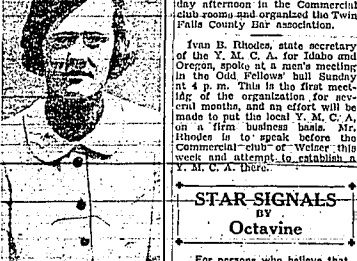 day afternoon in the Commercial
club rooms and organized the Twin
Falls County Bar association.
Ivan B. Rhodes, state secretary
of the Y. M. C. A. for Idaho and
Oregon, spoke at a men's meeting
in the Odd Fellows' hall Sunday
at 4 p. m. This is the first meet-
ing of the organization for sev-
eral months, and an effort will be
made to put the local Y. M. C. A.
on a firm business basis. Mr.
Rhodes is to speak before the
Commercial club of Weiser this
week and attempt to establish a
Y. M. C. A. there.
STAR SIGNALS
BY
Octavine
For persons who believe that